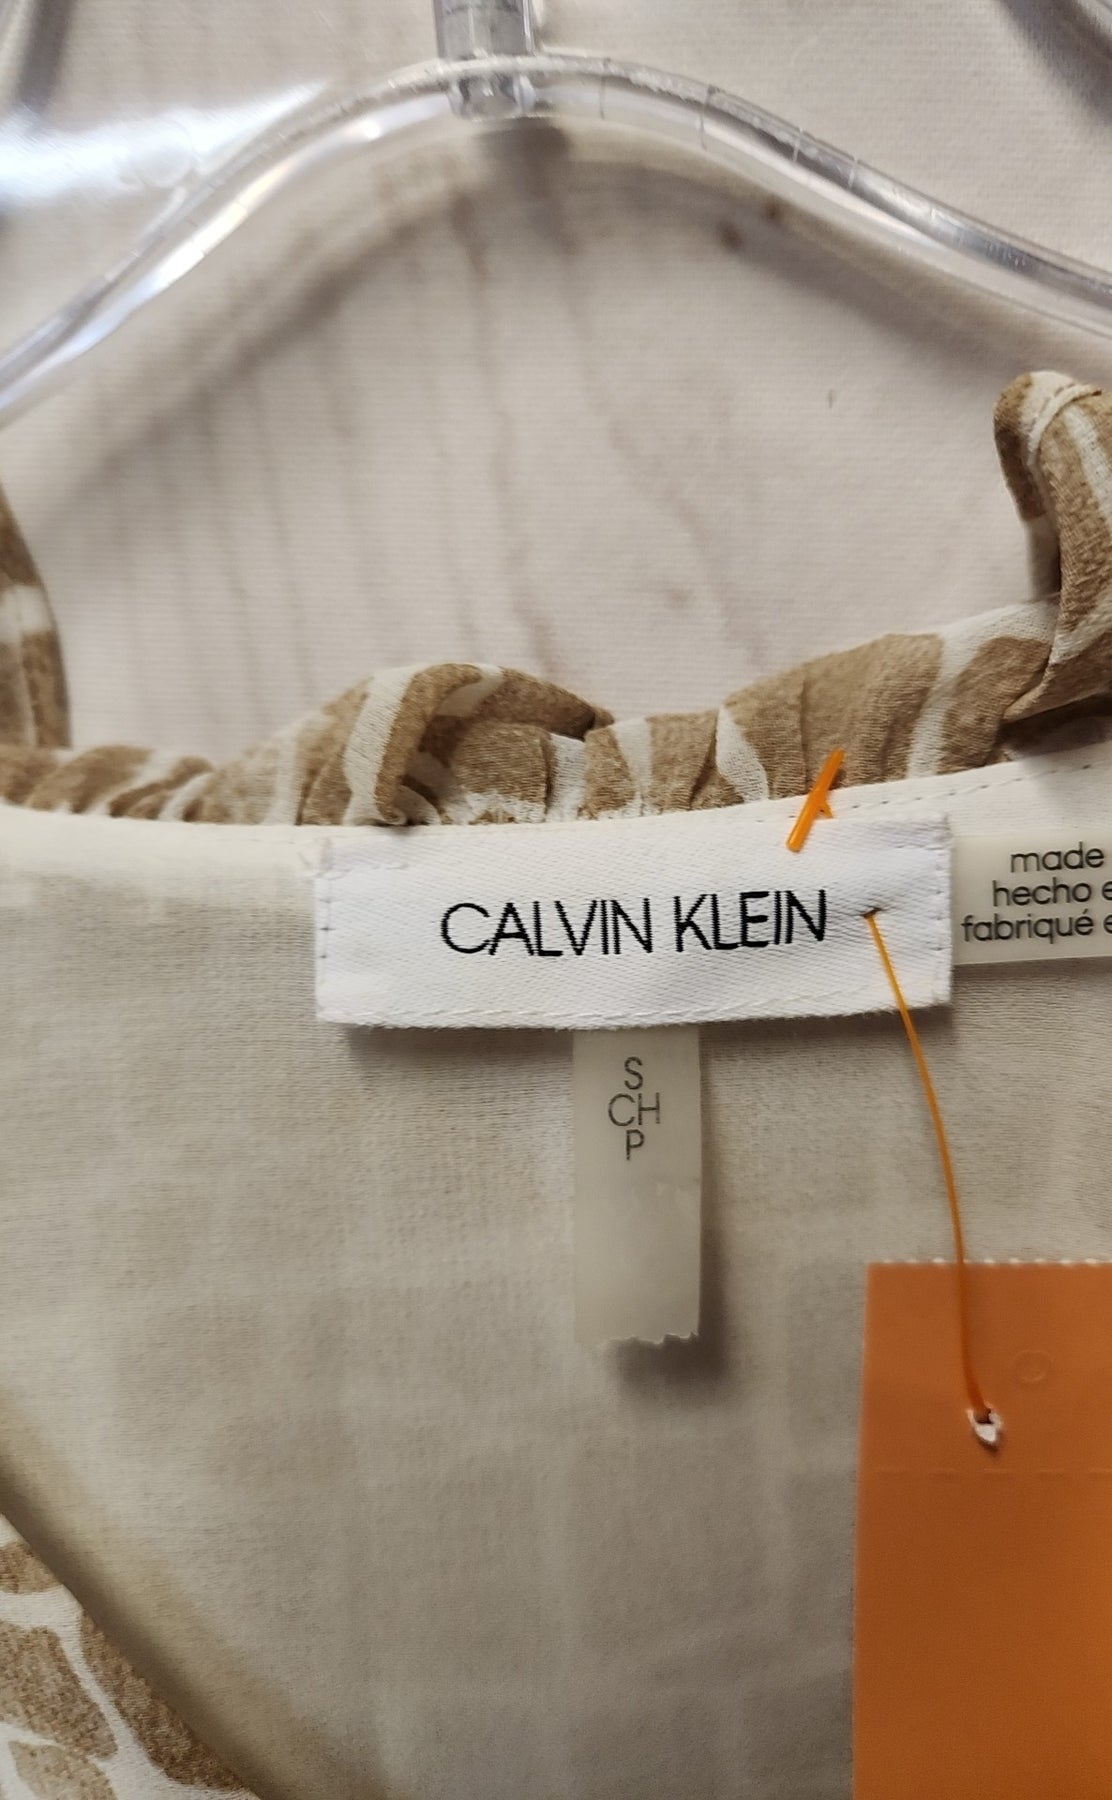 CALVIN KLEIN
made
hecho e
fabriqué e
S
CH
P